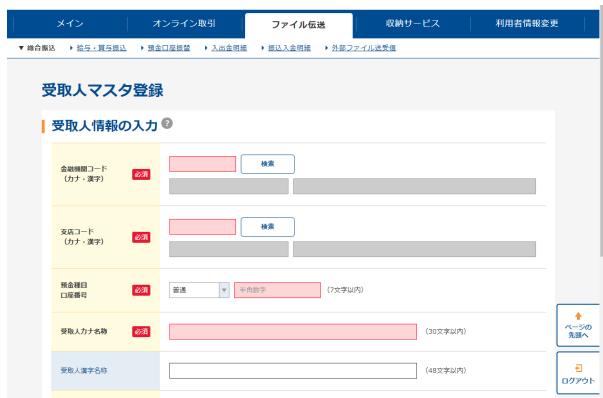 メイン オンライン取引 ファイル伝送 収納サービス 利用者情報変更
▼ 総合振込 ▶ 給与・賞与振込 ▶ 預金口座振替 ▶ 入出金明細 ▶ 振込入金明細 ▶ 外部ファイル送受信
受取人マスタ登録
受取人情報の入力 ?
金融機関コード
(カナ・漢字)
必須
検索
支店コード
(カナ・漢字)
必須
検索
預金種目
口座番号
必須
普通 ▼ 半角数字 (7文字以内)
受取人カナ名称 必須 (30文字以内)
受取人漢字名称 (48文字以内)
ページの
先頭へ
ログアウト